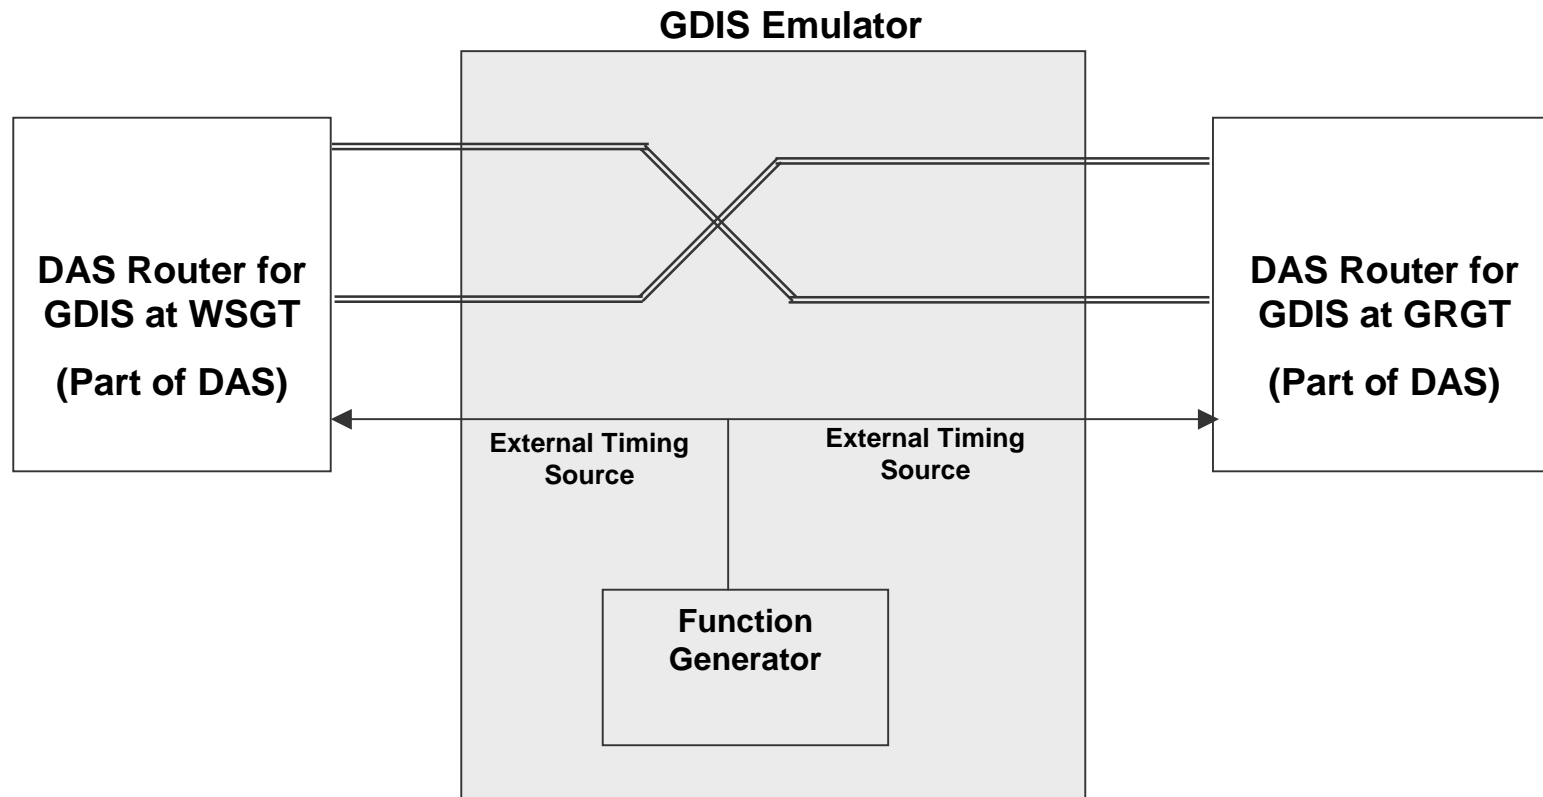 GDIS Emulator
DAS Router for
GDIS at WSGT
(Part of DAS)
DAS Router for
GDIS at GRGT
(Part of DAS)
External Timing
Source
External Timing
Source
Function
Generator